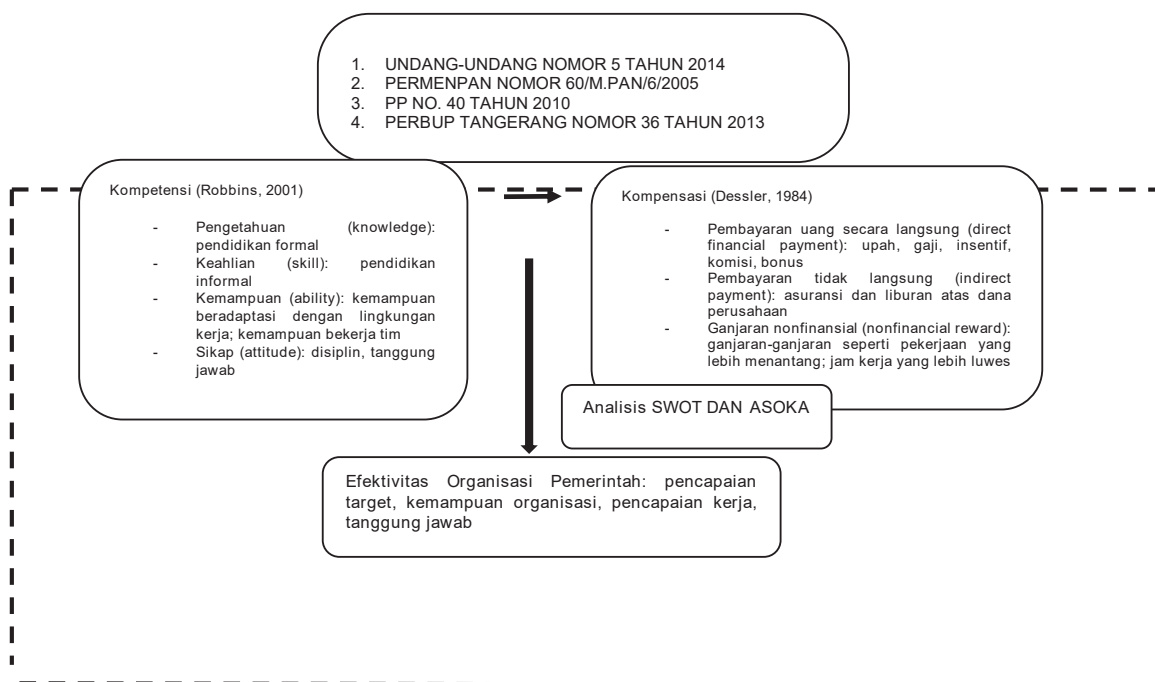 1. UNDANG-UNDANG NOMOR 5 TAHUN 2014
2. PERMENPAN NOMOR 60/M.PAN/6/2005
3. PP NO. 40 TAHUN 2010
4. PERBUP TANGERANG NOMOR 36 TAHUN 2013
Kompetensi (Robbins, 2001)
- Pengetahuan (knowledge):
pendidikan formal
- Keahlian (skill): pendidikan
informal
- Kemampuan (ability): kemampuan
beradaptasi dengan lingkungan
kerja; kemampuan bekerja tim
- Sikap (attitude): disiplin, tanggung
jawab
Kompensasi (Dessler, 1984)
- Pembayaran uang secara langsung (direct
financial payment): upah, gaji, insentif,
komisi, bonus
- Pembayaran tidak langsung (indirect
payment): asuransi dan liburan atas dana
perusahaan
- Ganjaran nonfinansial (nonfinancial reward):
ganjaran-ganjaran seperti pekerjaan yang
lebih menantang; jam kerja yang lebih luwes
Analisis SWOT DAN ASOKA
Efektivitas Organisasi Pemerintah: pencapaian
target, kemampuan organisasi, pencapaian kerja,
tanggung jawab